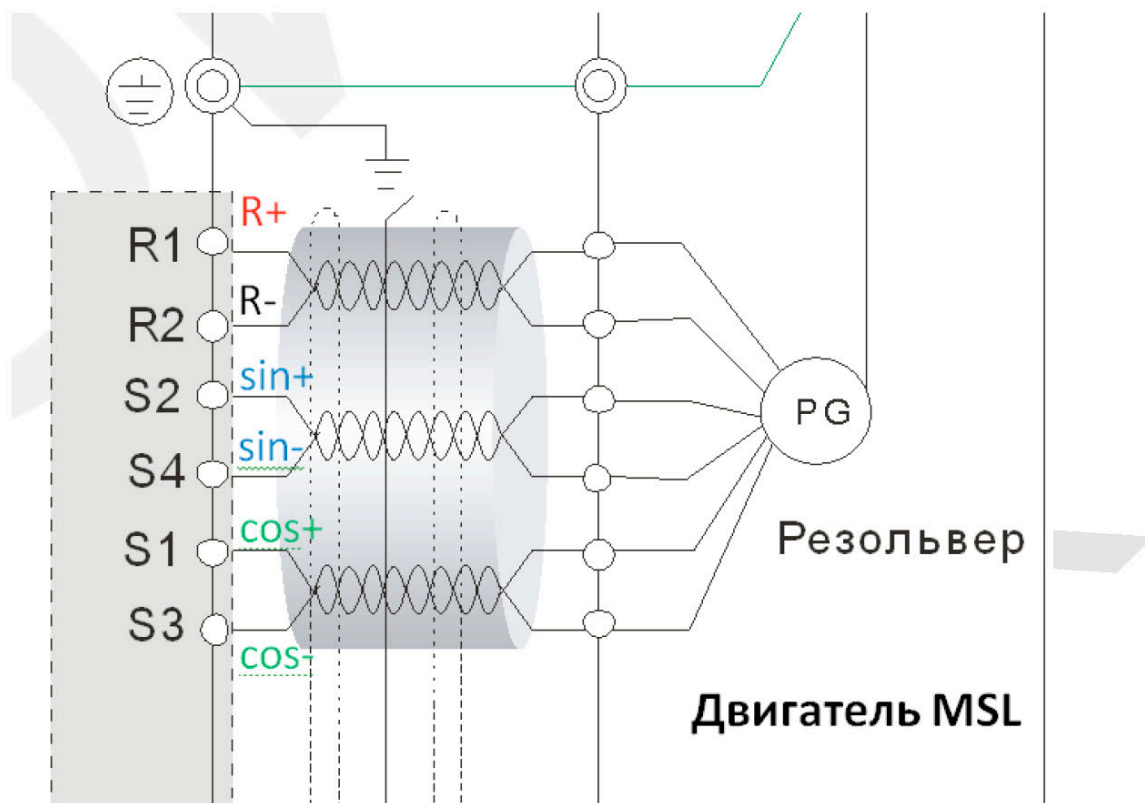 R+
R1
R-
R2
sin+
S2
sin-
S4
cos+
S1
S3
cos-
PG
Резольвер
Двигатель MSL